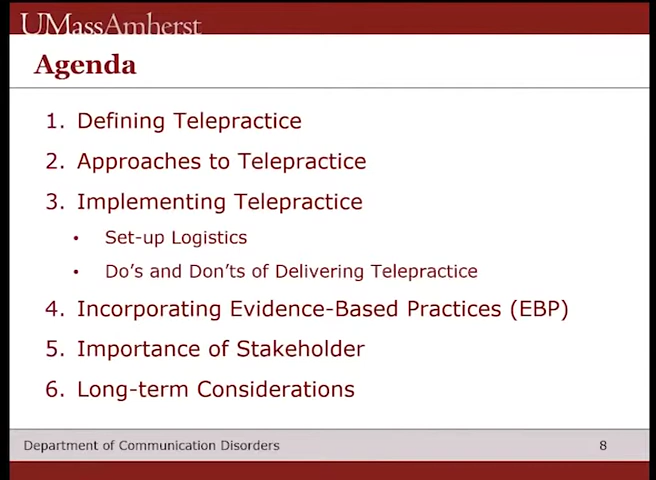 UMassAmherst
Agenda
1. Defining Telepractice
2. Approaches to Telepractice
3. Implementing Telepractice
• Set-up Logistics
• Do's and Don'ts of Delivering Telepractice
4. Incorporating Evidence-Based Practices (EBP)
5. Importance of Stakeholder
6. Long-term Considerations
Department of Communication Disorders 8